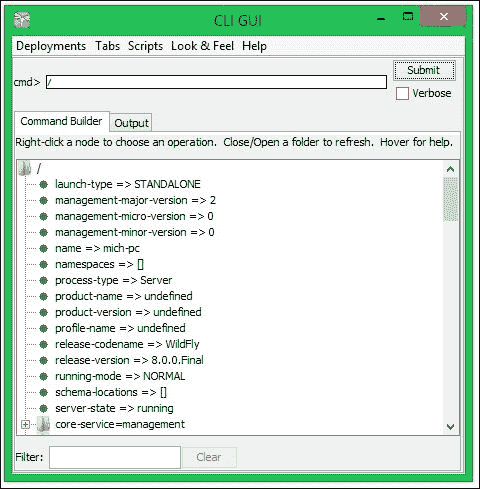 CLI GUI
Deployments Tabs Scripts Look & Feel Help
cmd> /
Submit
Verbose
Command Builder Output
Right-click a node to choose an operation. Close/Open a folder to refresh. Hover for help.
/
launch-type => STANDALONE
management-major-version => 2
management-micro-version => 0
management-minor-version => 0
name => mich-pc
namespaces => []
process-type => Server
product-name => undefined
product-version => undefined
profile-name => undefined
release-codename => WildFly
release-version => 8.0.0.Final
running-mode => NORMAL
schema-locations => []
server-state => running
core-service=management
Filter: Clear